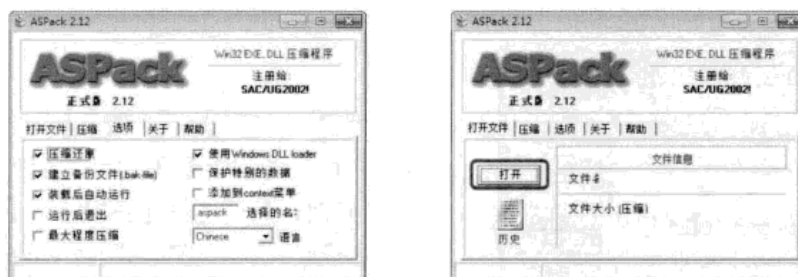 ASPack 2.12
Win32 EXE, DLL 压缩程序
ASPack
注册给:
SAC/UG2002!
正式版 2.12
打开文件 压缩 选项 关于 帮助
压缩还原
使用Windows DLL loader
建立备份文件(.bak-file)
保护特别的数据
装载后自动运行
添加到context菜单
运行后退出
aspack 选择的名:
最大程度压缩
Chinese 语言
ASPack 2.12
Win32 EXE, DLL 压缩程序
ASPack
注册给:
SAC/UG2002!
正式版 2.12
打开文件 压缩 选项 关于 帮助
文件信息
打开
文件名
文件大小 (压缩)
历史